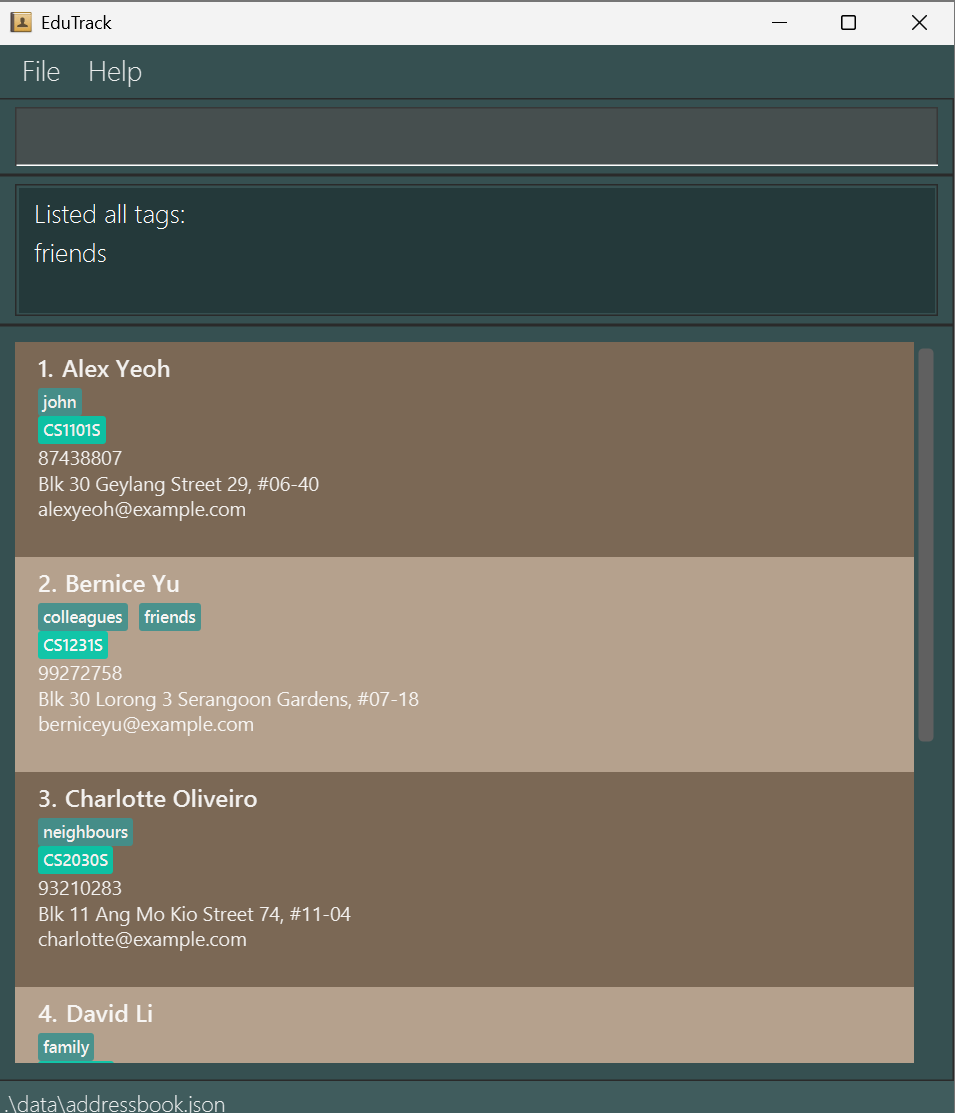 EduTrack
File Help
Listed all tags:
friends
1. Alex Yeoh
john
CS1101S
87438807
Blk 30 Geylang Street 29, #06-40
alexyeoh@example.com
2. Bernice Yu
colleagues friends
CS1231S
99272758
Blk 30 Lorong 3 Serangoon Gardens, #07-18
berniceyu@example.com
3. Charlotte Oliveiro
neighbours
CS2030S
93210283
Blk 11 Ang Mo Kio Street 74, #11-04
charlotte@example.com
4. David Li
family
.\data\addressbook.json